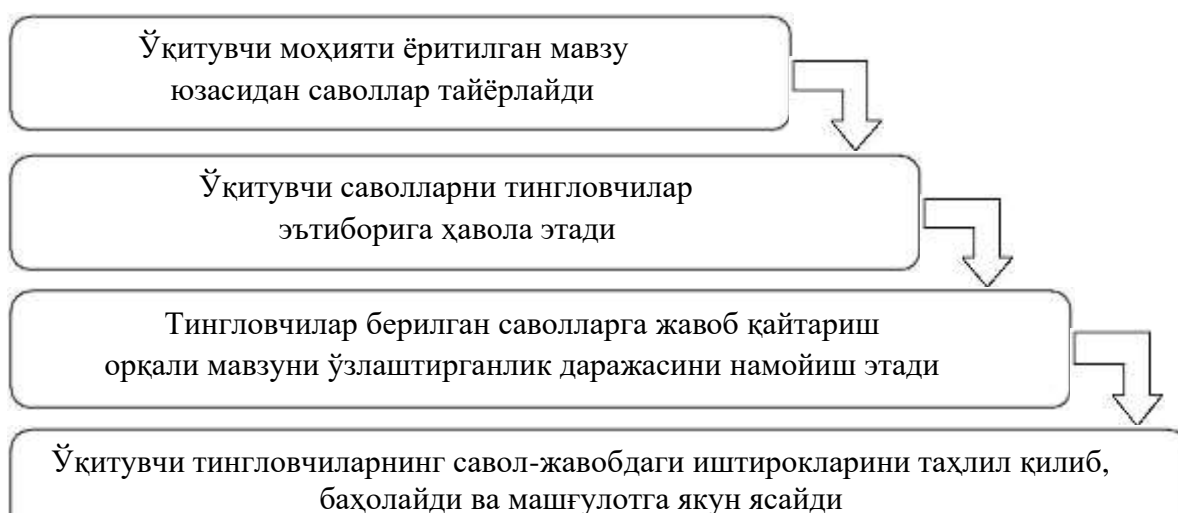 Ўқитувчи моҳияти ёритилган мавзу
юзасидан саволлар тайёрлайди
Ўқитувчи саволларни тингловчилар
эътиборига ҳавола этади
Тингловчилар берилган саволларга жавоб қайтариш
орқали мавзуни ўзлаштирганлик даражасини намойиш этади
Ўқитувчи тингловчиларнинг савол-жавобдаги иштирокларини таҳлил қилиб,
баҳолайди ва машғулотга якун ясайди